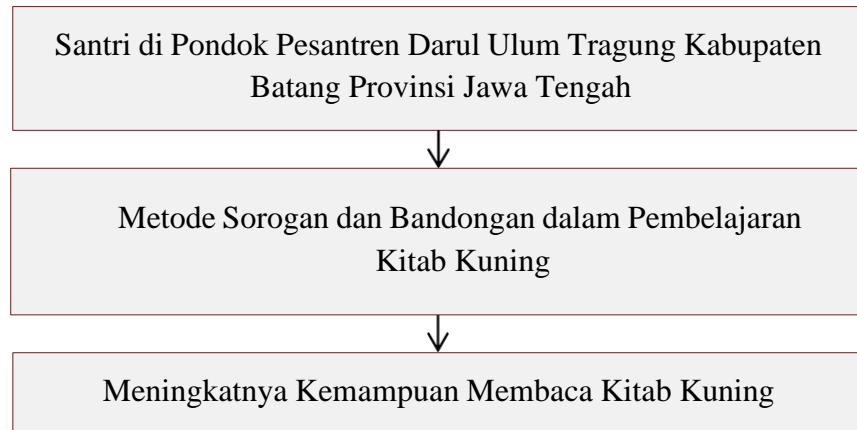 Santri di Pondok Pesantren Darul Ulum Tragung Kabupaten
Batang Provinsi Jawa Tengah
Metode Sorogan dan Bandongan dalam Pembelajaran
Kitab Kuning
Meningkatnya Kemampuan Membaca Kitab Kuning